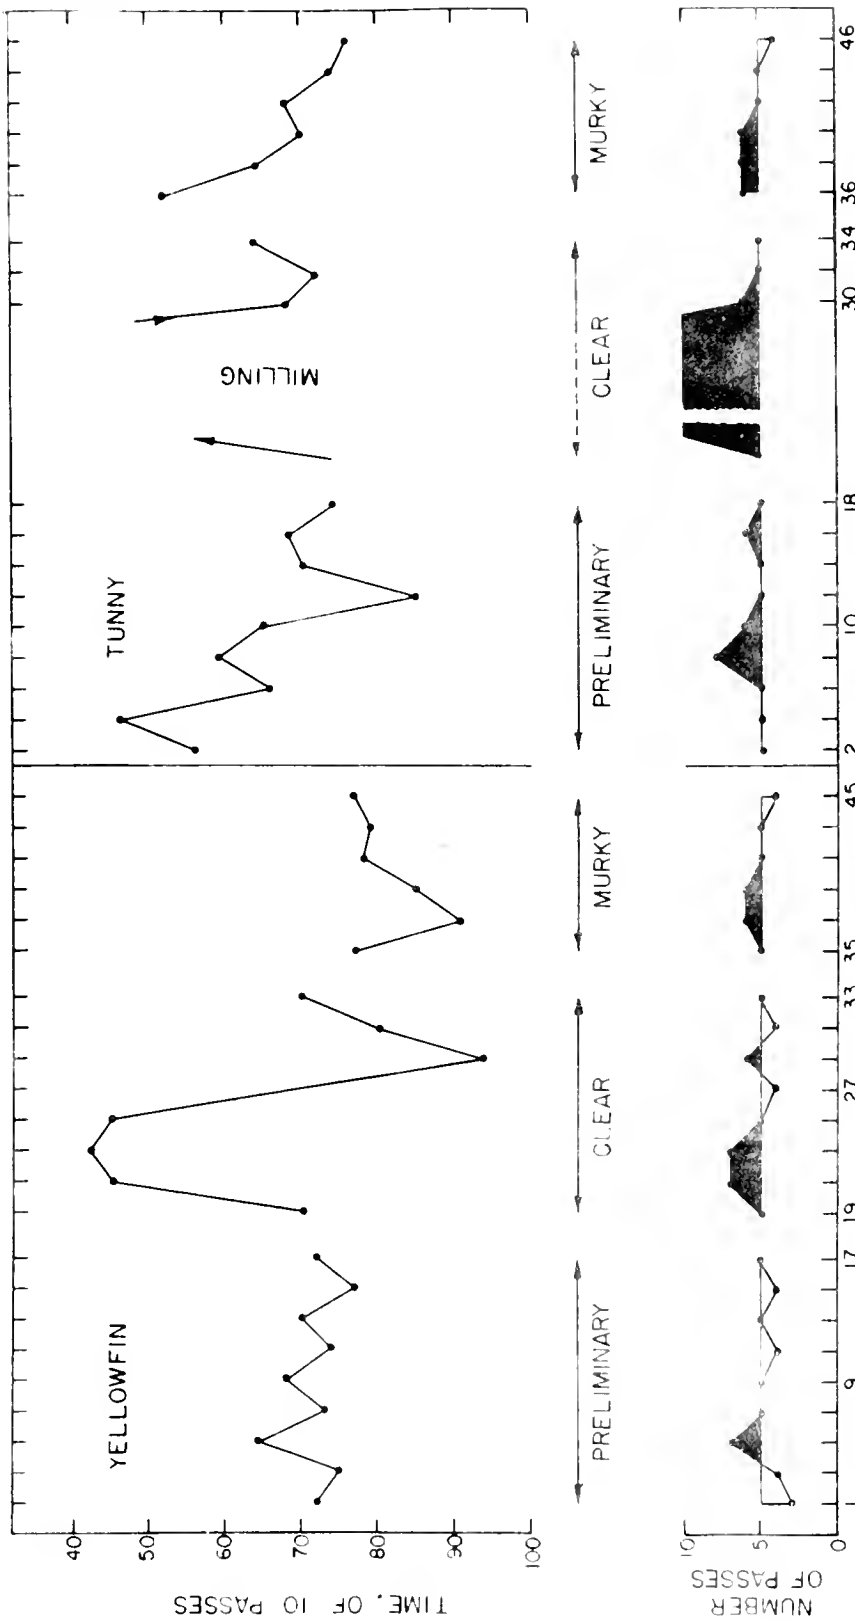 YELLOWFIN
TUNNY
MILLING
40
50
60
70
80
90
100
TIME, OF 10 PASSES
PRELIMINARY
CLEAR
MURKY
PRELIMINARY
CLEAR
MURKY
10
5
0
NUMBER
OF PASSES
1 9 17 19 27 33 35 45 2 10 18 30 34 36 46